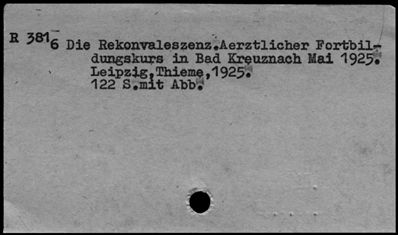 R 381
6 Die Rekonvaleszenz.Aerztlicher Fortbil-
dungskurs in Bad Kreuznach Mai 1925.
Leipzig,Thieme,1925.
122 S.mit Abb.